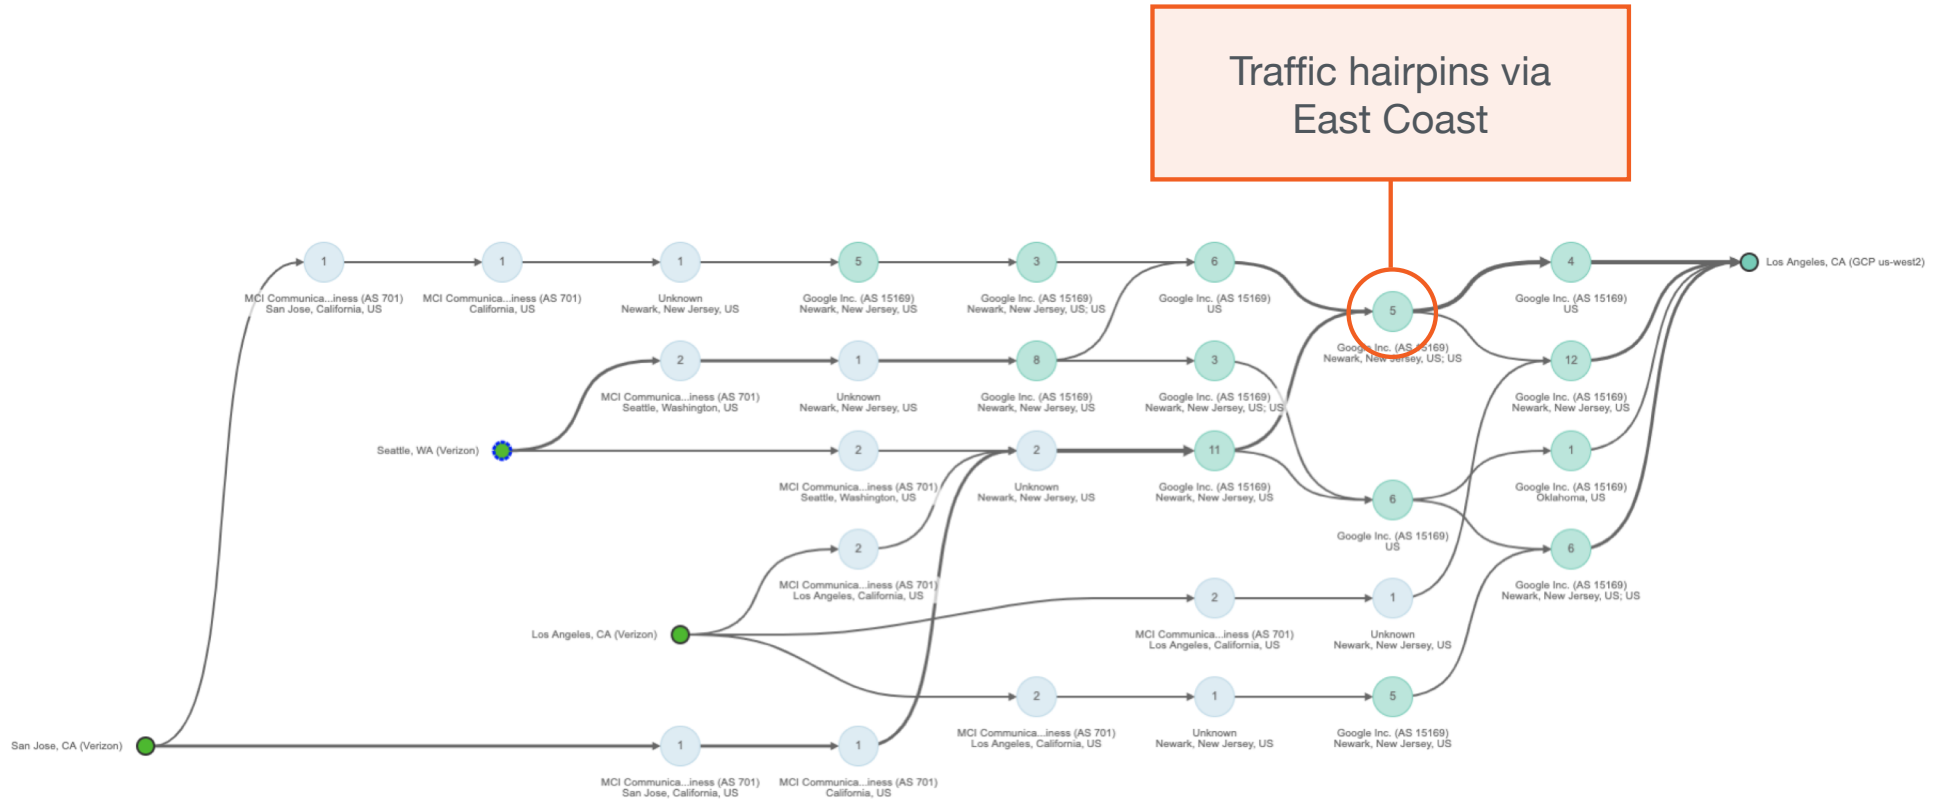 Traffic hairpins via
East Coast
1
MCI Communica...iness (AS 701)
San Jose, California, US
1
MCI Communica...iness (AS 701)
California, US
1
Unknown
Newark, New Jersey, US
5
Google Inc. (AS 15169)
Newark, New Jersey, US
3
Google Inc. (AS 15169)
Newark, New Jersey, US; US
6
Google Inc. (AS 15169)
US
5
Google Inc. (AS 15169)
Newark, New Jersey, US; US
4
Google Inc. (AS 15169)
US
Los Angeles, CA (GCP us-west2)
2
MCI Communica...iness (AS 701)
Seattle, Washington, US
1
Unknown
Newark, New Jersey, US
8
Google Inc. (AS 15169)
Newark, New Jersey, US
3
Google Inc. (AS 15169)
Newark, New Jersey, US; US
12
Google Inc. (AS 15169)
Newark, New Jersey, US
Seattle, WA (Verizon)
2
MCI Communica...iness (AS 701)
Seattle, Washington, US
2
Unknown
Newark, New Jersey, US
11
Google Inc. (AS 15169)
Newark, New Jersey, US
6
Google Inc. (AS 15169)
US
1
Google Inc. (AS 15169)
Oklahoma, US
2
MCI Communica...iness (AS 701)
Los Angeles, California, US
6
Google Inc. (AS 15169)
Newark, New Jersey, US; US
Los Angeles, CA (Verizon)
2
MCI Communica...iness (AS 701)
Los Angeles, California, US
1
Unknown
Newark, New Jersey, US
2
MCI Communica...iness (AS 701)
Los Angeles, California, US
1
Unknown
Newark, New Jersey, US
5
Google Inc. (AS 15169)
Newark, New Jersey, US
San Jose, CA (Verizon)
1
MCI Communica...iness (AS 701)
San Jose, California, US
1
MCI Communica...iness (AS 701)
California, US